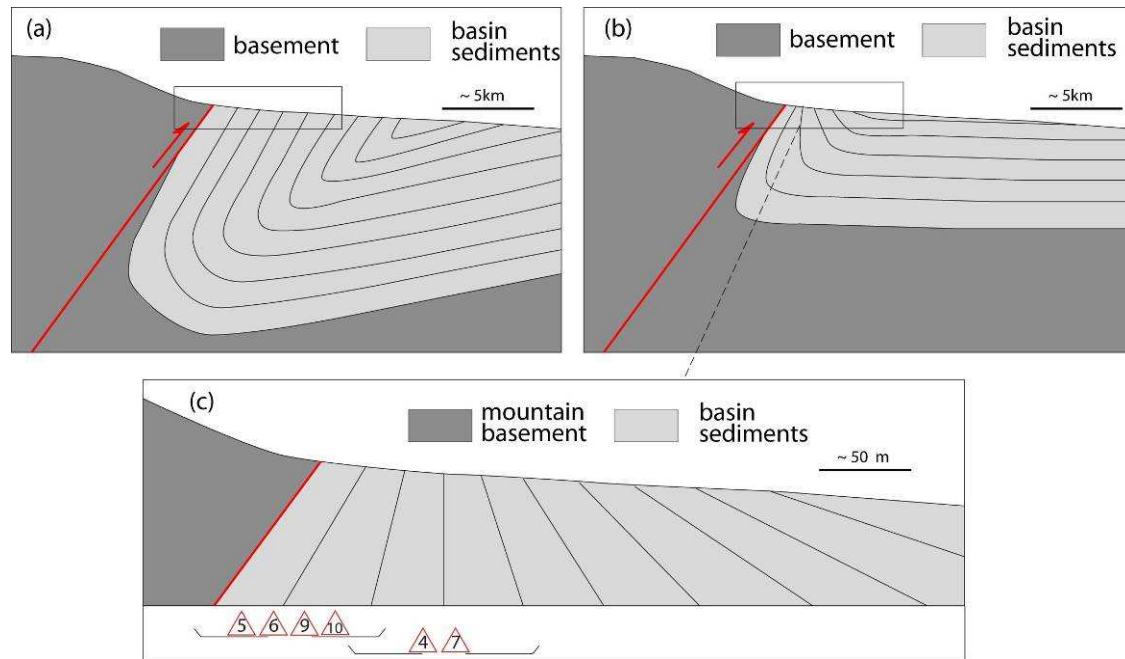 (a)
basement
basin
sediments
~ 5km
(b)
basement
basin
sediments
~ 5km
(c)
mountain
basement
basin
sediments
~ 50 m
5 6 9 10
4 7